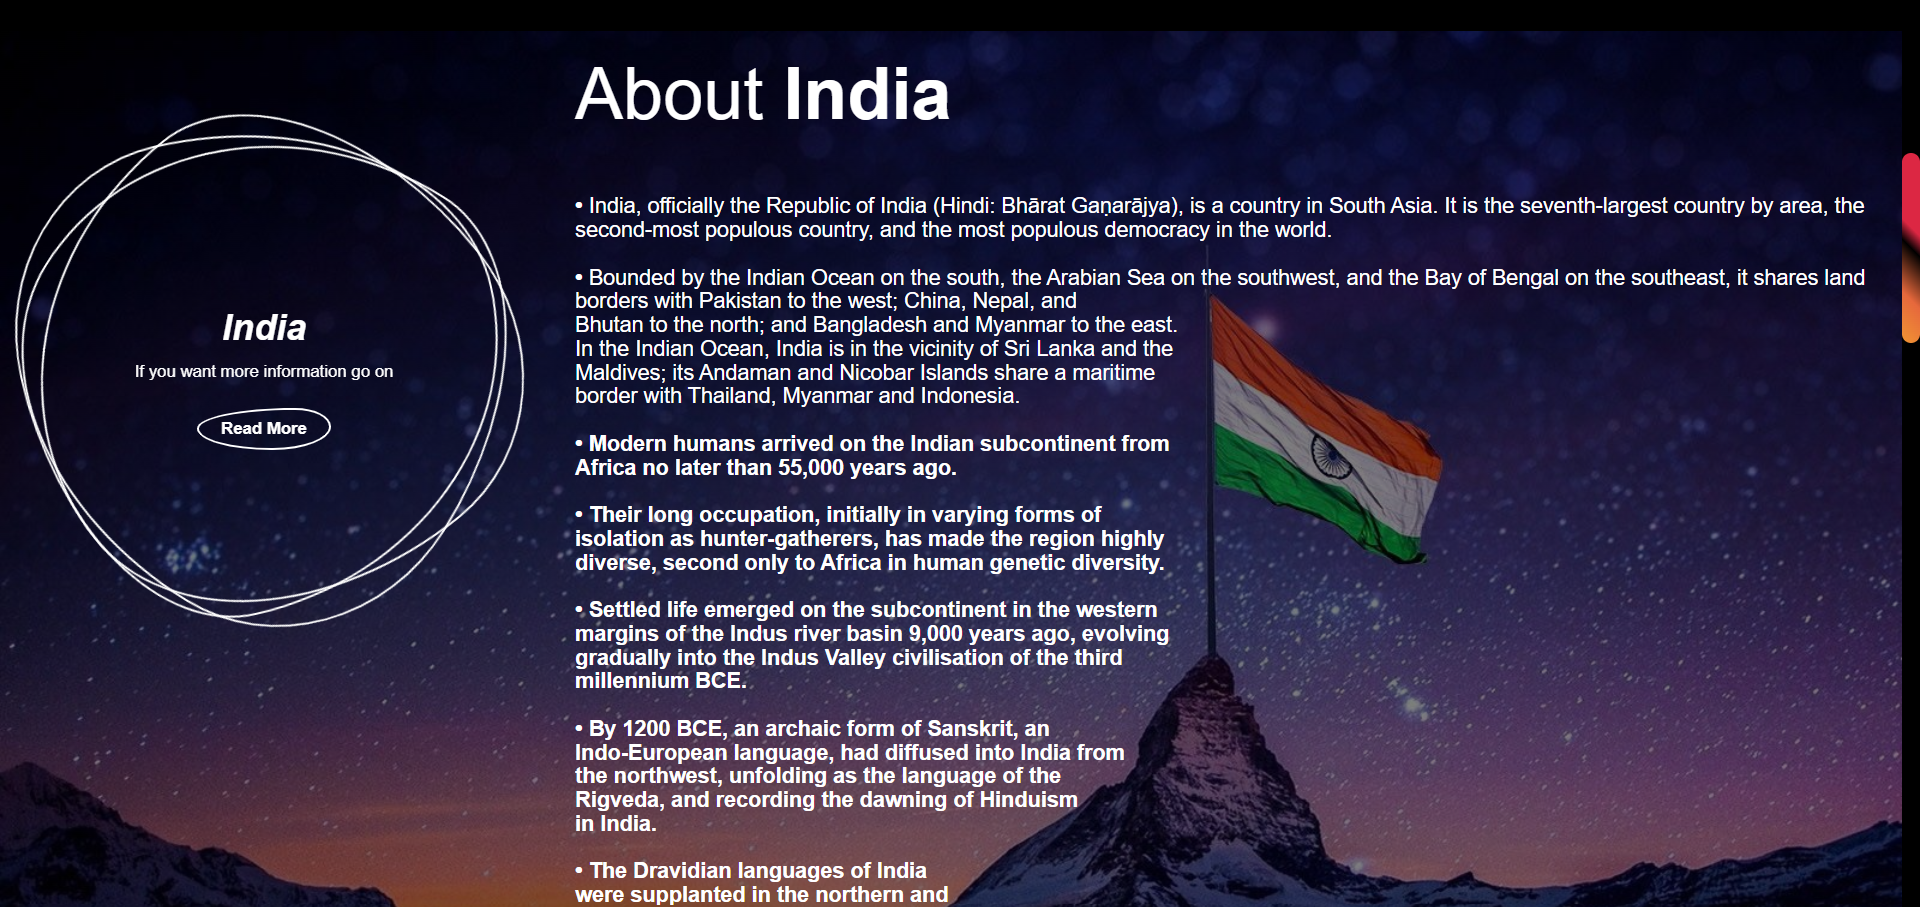 About India
• India, officially the Republic of India (Hindi: Bhārat Gaṇarājya), is a country in South Asia. It is the seventh-largest country by area, the
second-most populous country, and the most populous democracy in the world.
• Bounded by the Indian Ocean on the south, the Arabian Sea on the southwest, and the Bay of Bengal on the southeast, it shares land
borders with Pakistan to the west; China, Nepal, and
Bhutan to the north; and Bangladesh and Myanmar to the east.
In the Indian Ocean, India is in the vicinity of Sri Lanka and the
Maldives; its Andaman and Nicobar Islands share a maritime
border with Thailand, Myanmar and Indonesia.
• Modern humans arrived on the Indian subcontinent from
Africa no later than 55,000 years ago.
• Their long occupation, initially in varying forms of
isolation as hunter-gatherers, has made the region highly
diverse, second only to Africa in human genetic diversity.
• Settled life emerged on the subcontinent in the western
margins of the Indus river basin 9,000 years ago, evolving
gradually into the Indus Valley civilisation of the third
millennium BCE.
• By 1200 BCE, an archaic form of Sanskrit, an
Indo-European language, had diffused into India from
the northwest, unfolding as the language of the
Rigveda, and recording the dawning of Hinduism
in India.
• The Dravidian languages of India
were supplanted in the northern and
India
If you want more information go on
Read More